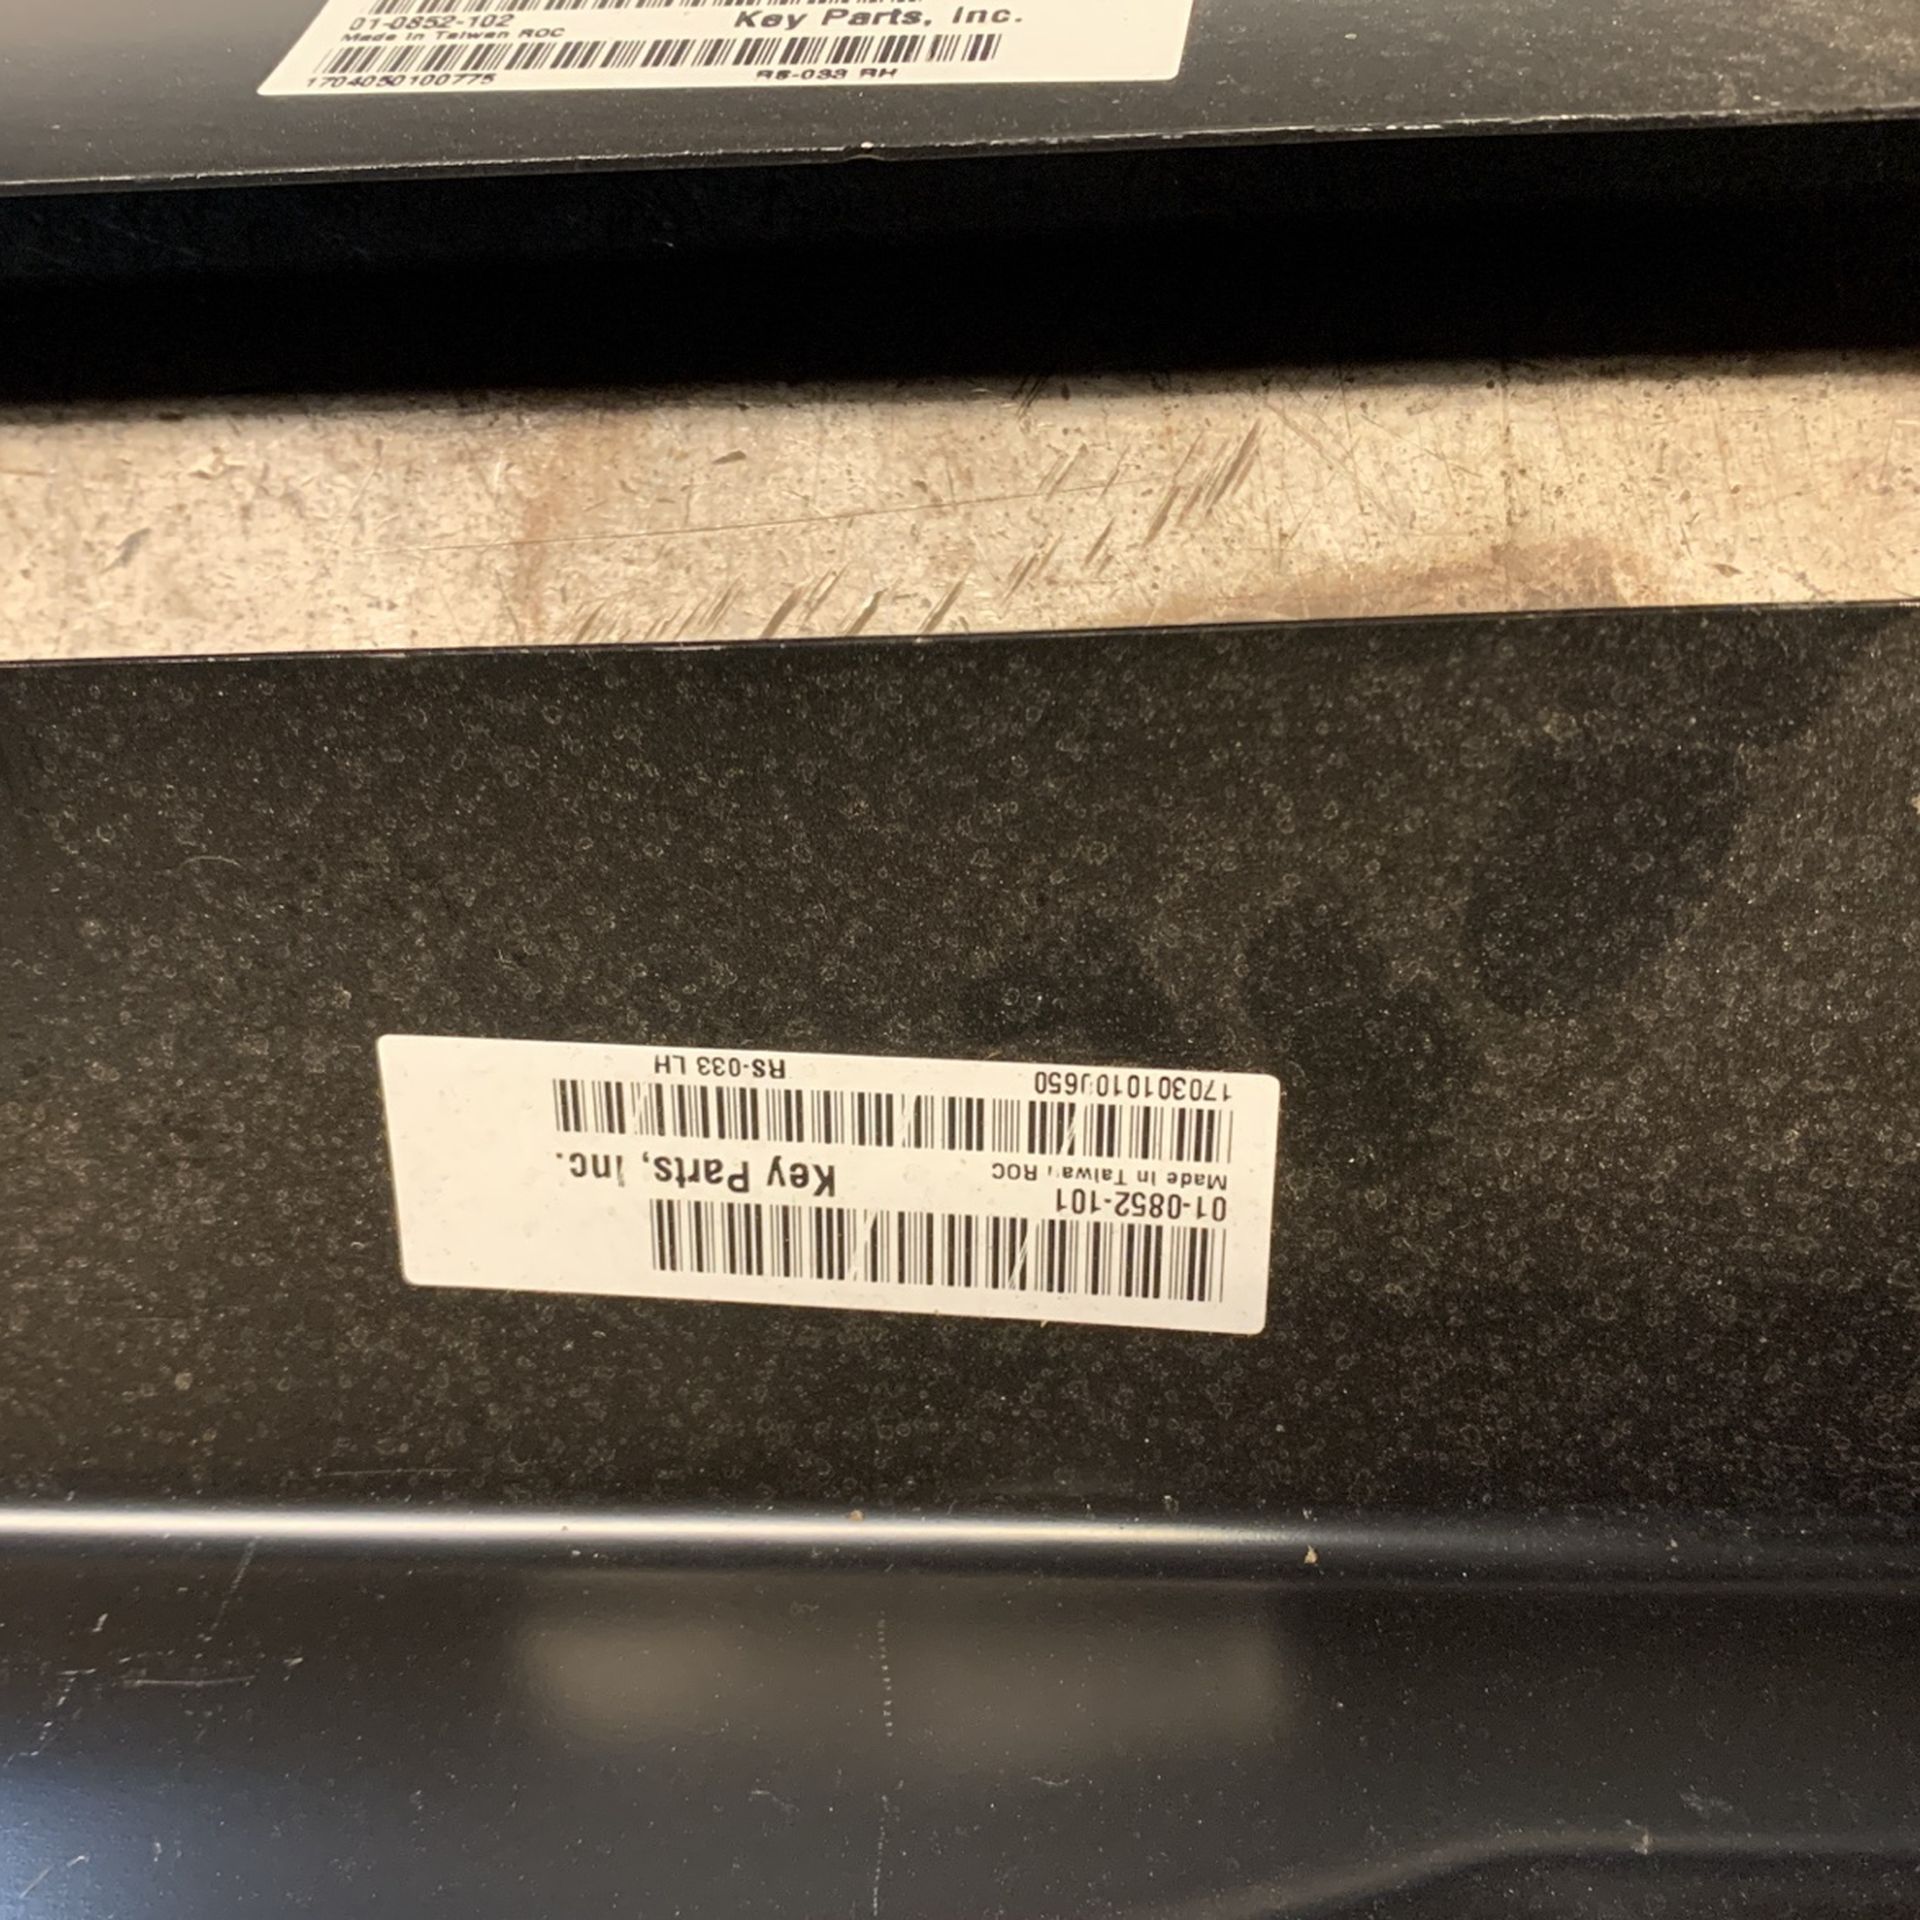 01-0852-102
Key Parts, Inc.
Made in Taiwan ROC
1704050100775
RS-033 RH
01-0852-101
Made in Taiwan ROC
Key Parts, Inc.
RS-033 LH